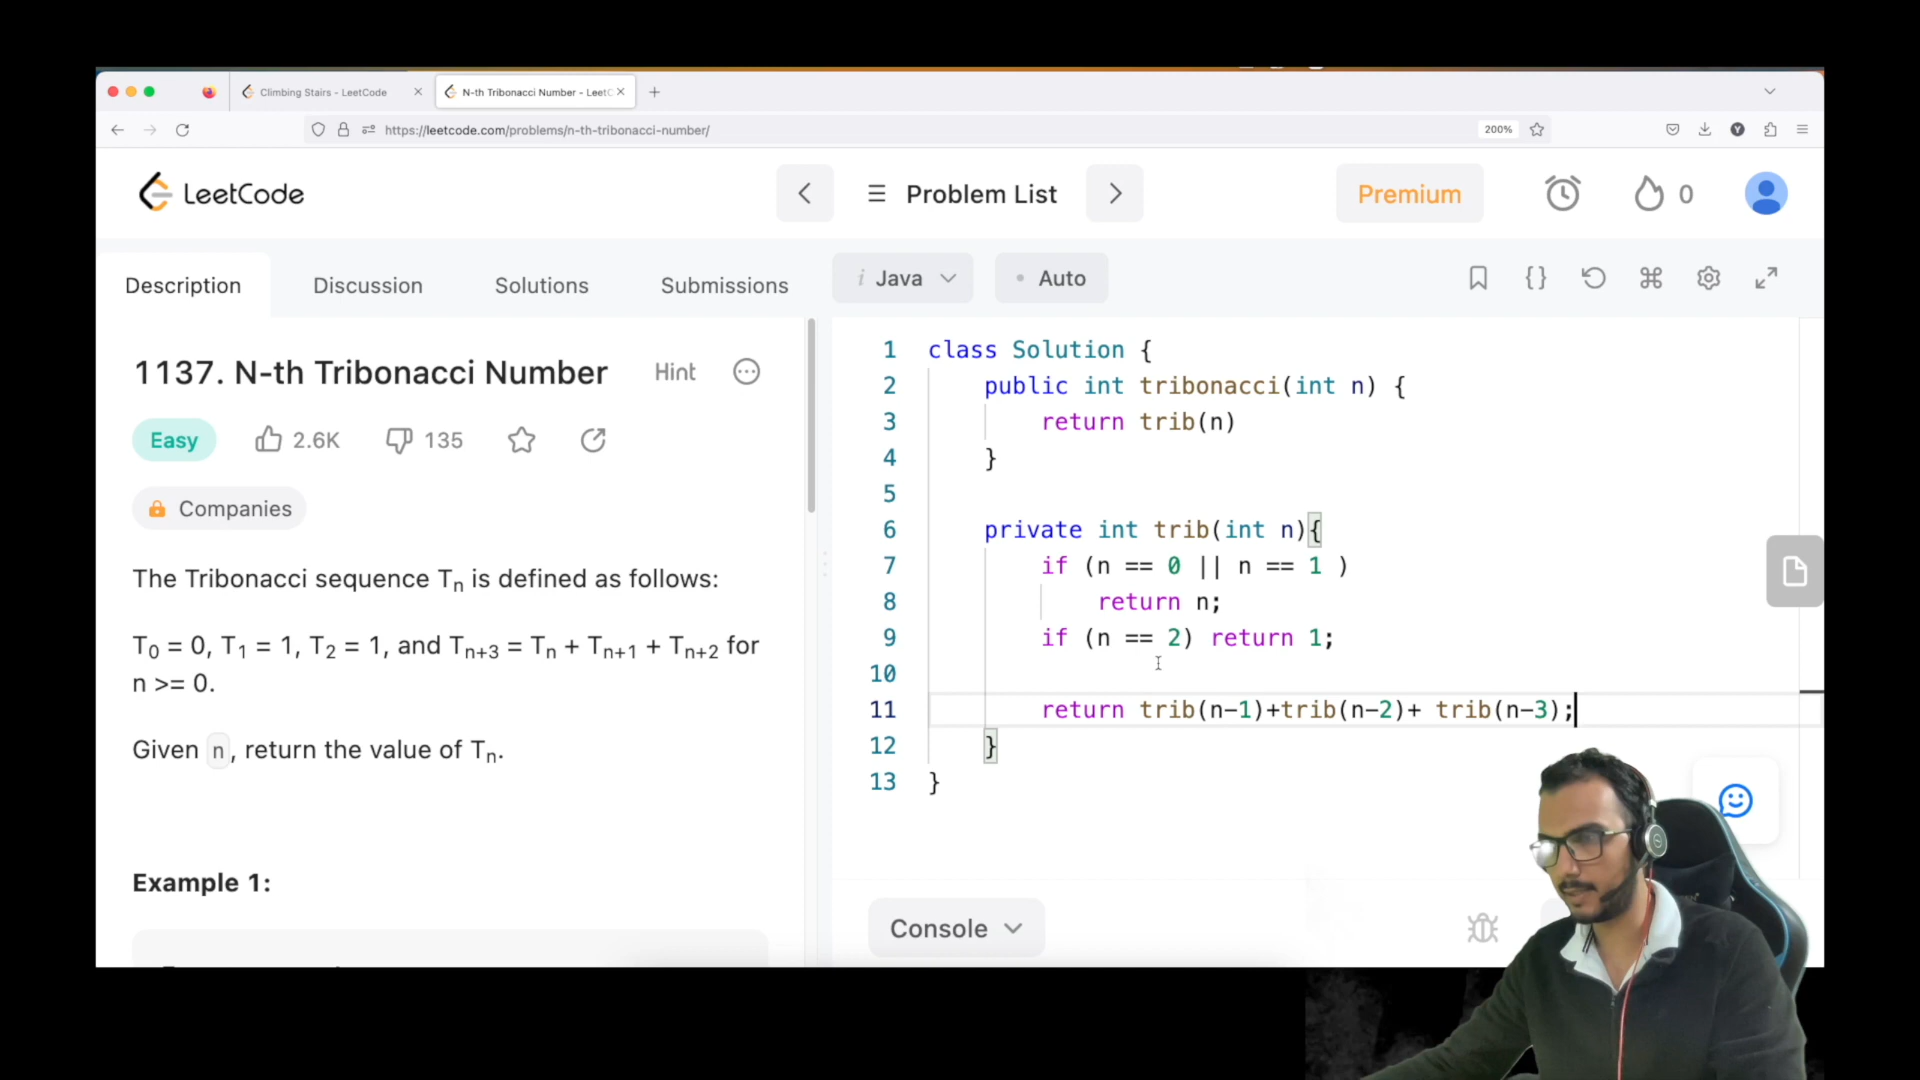 Climbing Stairs - LeetCode
N-th Tribonacci Number - LeetC
https://leetcode.com/problems/n-th-tribonacci-number/
200%
LeetCode
Problem List
Premium
0
Description
Discussion
Solutions
Submissions
i Java
Auto
1137. N-th Tribonacci Number
Hint
Easy
2.6K
135
Companies
The Tribonacci sequence Tn is defined as follows:
T0 = 0, T1 = 1, T2 = 1, and Tn+3 = Tn + Tn+1 + Tn+2 for
n >= 0.
Given n, return the value of Tn.
Example 1:
1 class Solution {
2 public int tribonacci(int n) {
3 return trib(n)
4 }
5
6 private int trib(int n){
7 if (n == 0 || n == 1 )
8 return n;
9 if (n == 2) return 1;
10
11 return trib(n-1)+trib(n-2)+ trib(n-3);
12 }
13 }
Console